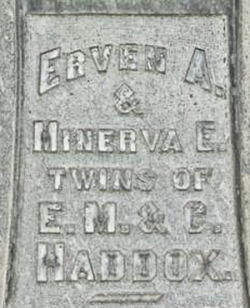 ERVEN A.
&
MINERVA E.
TWINS OF
E. M. & C.
HADDOX.